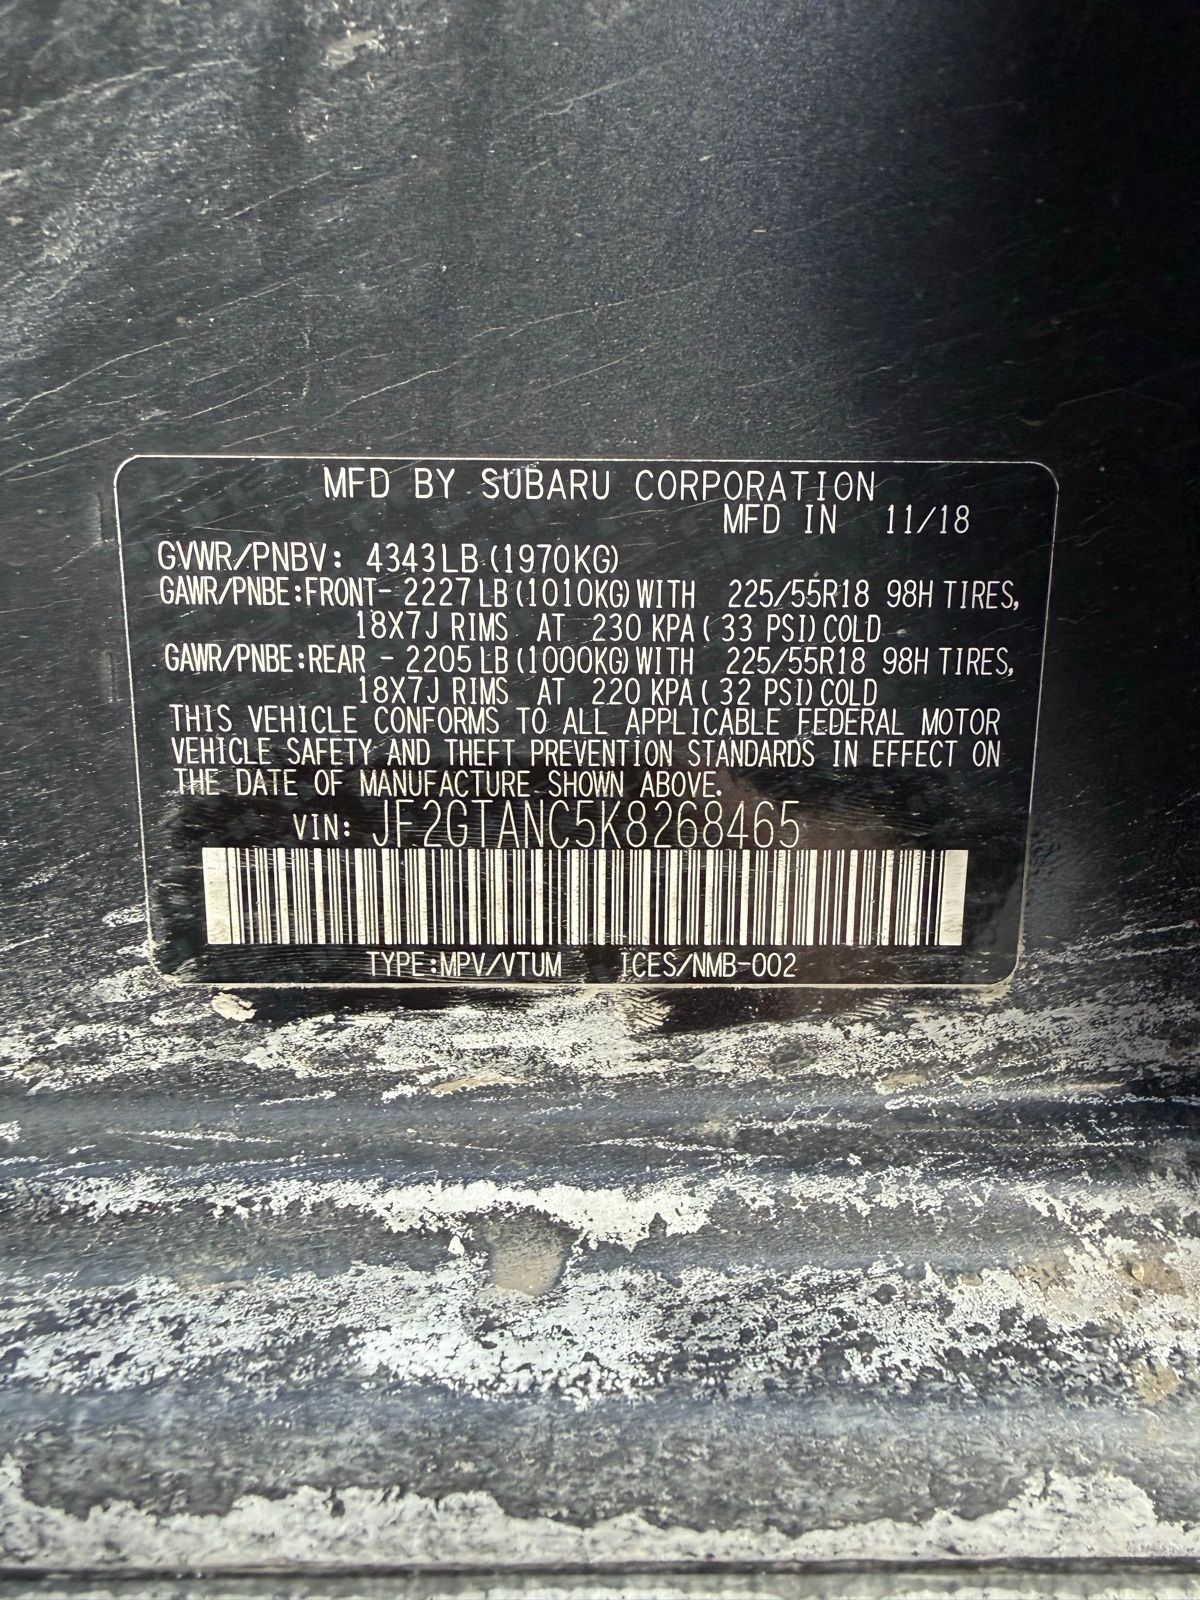 MFD BY SUBARU CORPORATION
MFD IN 11/18
GVWR/PNBV: 4343LB (1970KG)
GAWR/PNBE:FRONT- 2227LB (1010KG) WITH 225/55R18 98H TIRES,
18X7J RIMS AT 230 KPA ( 33 PSI) COLD
GAWR/PNBE:REAR - 2205LB (1000KG) WITH 225/55R18 98H TIRES,
18X7J RIMS AT 220 KPA ( 32 PSI) COLD
THIS VEHICLE CONFORMS TO ALL APPLICABLE FEDERAL MOTOR
VEHICLE SAFETY AND THEFT PREVENTION STANDARDS IN EFFECT ON
THE DATE OF MANUFACTURE SHOWN ABOVE.
VIN: JF2GTANC5K8268465
TYPE:MPV/VTUM ICES/NMB-002